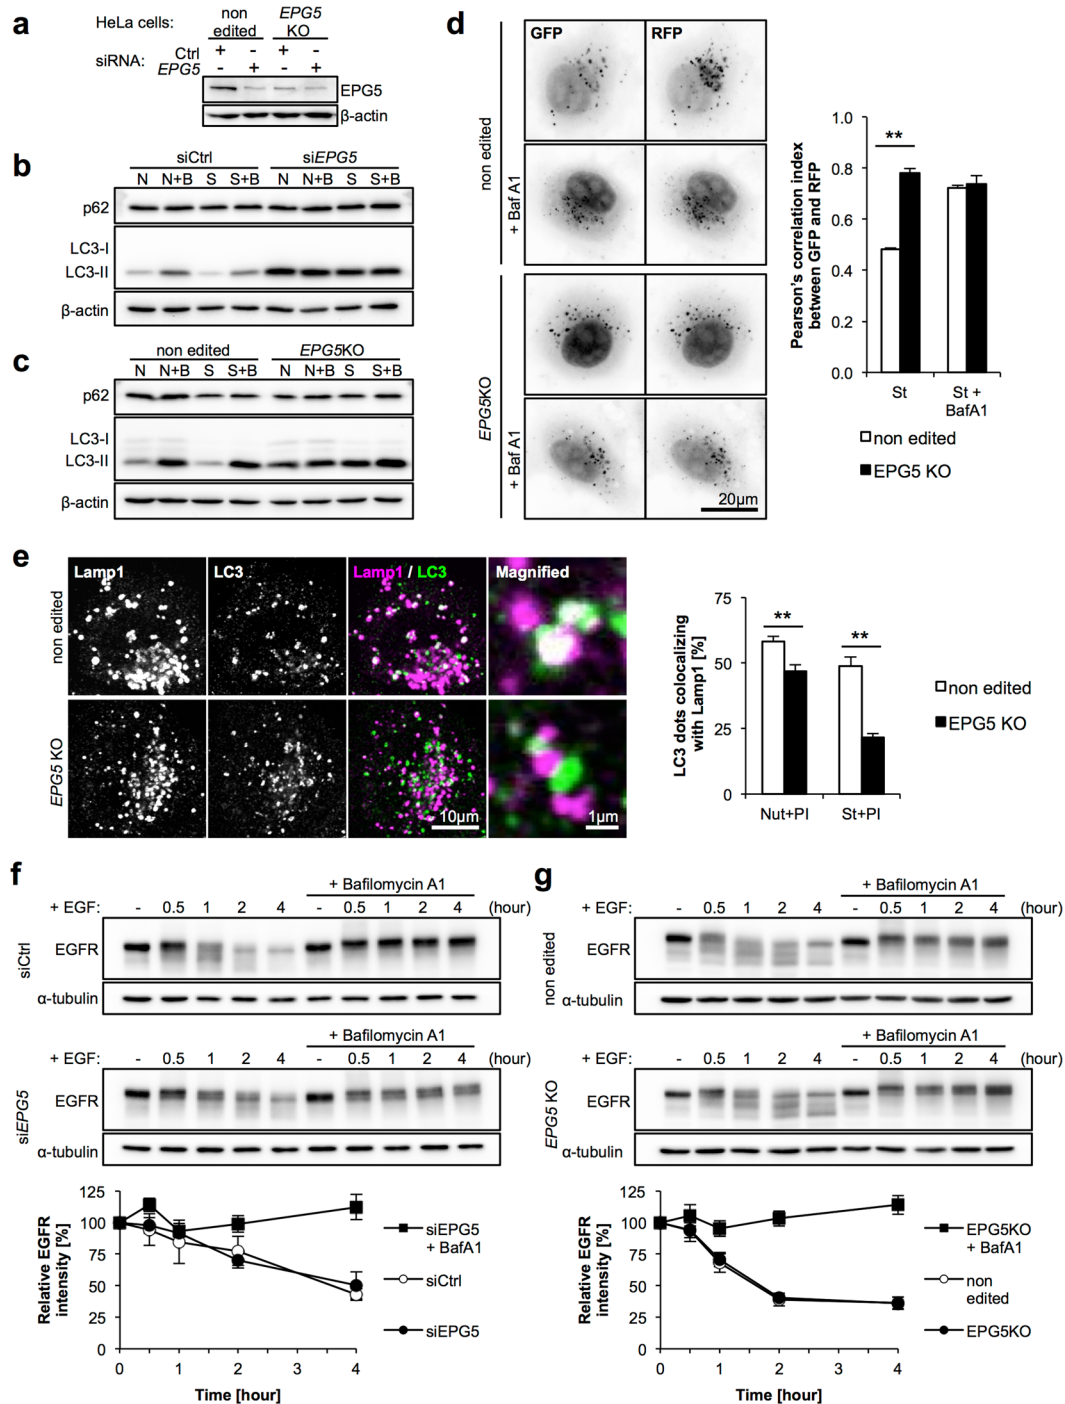 a
HeLa cells:
non edited
EPG5 KO
siRNA:
Ctrl + - + -
EPG5 - + - +
EPG5
β-actin
b
siCtrl siEPG5
N N+B S S+B N N+B S S+B
p62
LC3-I
LC3-II
β-actin
c
non edited EPG5KO
N N+B S S+B N N+B S S+B
p62
LC3-I
LC3-II
β-actin
d
GFP RFP
non edited
+ Baf A1
EPG5KO
+ Baf A1
20μm
Pearson's correlation index
between GFP and RFP
1.0
0.8
0.6
0.4
0.2
0.0
**
St
St +
BafA1
non edited
EPG5 KO
e
Lamp1 LC3 Lamp1 / LC3 Magnified
non edited
EPG5 KO
10μm 1μm
LC3 dots colocalizing
with Lamp1 [%]
75
50
25
0
** **
Nut+PI St+PI
non edited
EPG5 KO
f
+ Bafilomycin A1
+ EGF: - 0.5 1 2 4 - 0.5 1 2 4 (hour)
siCtrl
EGFR
α-tubulin
+ Bafilomycin A1
+ EGF: - 0.5 1 2 4 - 0.5 1 2 4 (hour)
siEPG5
EGFR
α-tubulin
Relative EGFR
intensity [%]
125
100
75
50
25
0
0 1 2 3 4
Time [hour]
siEPG5
+ BafA1
siCtrl
siEPG5
g
+ Bafilomycin A1
+ EGF: - 0.5 1 2 4 - 0.5 1 2 4 (hour)
non edited
EGFR
α-tubulin
+ Bafilomycin A1
+ EGF: - 0.5 1 2 4 - 0.5 1 2 4 (hour)
EPG5 KO
EGFR
α-tubulin
Relative EGFR
intensity [%]
125
100
75
50
25
0
0 1 2 3 4
Time [hour]
EPG5KO
+ BafA1
non
edited
EPG5KO